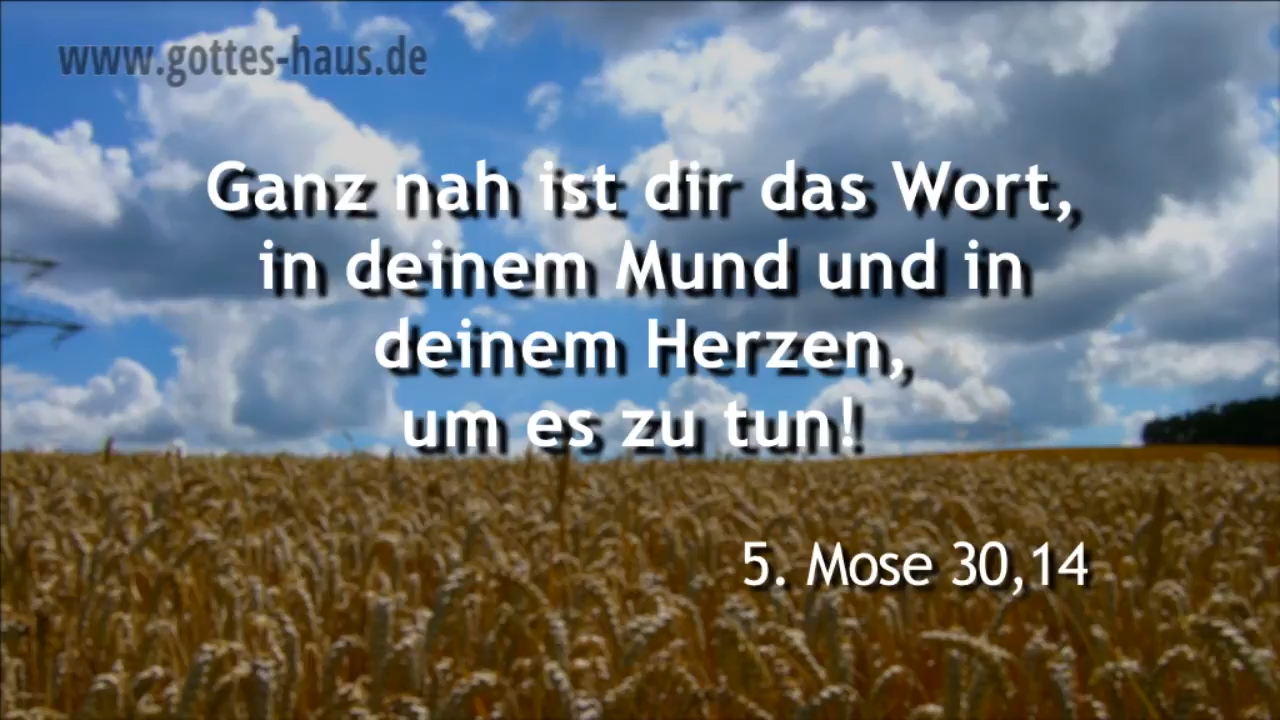 www.gottes-haus.de
Ganz nah ist dir das Wort,
in deinem Mund und in
deinem Herzen,
um es zu tun!
5. Mose 30,14